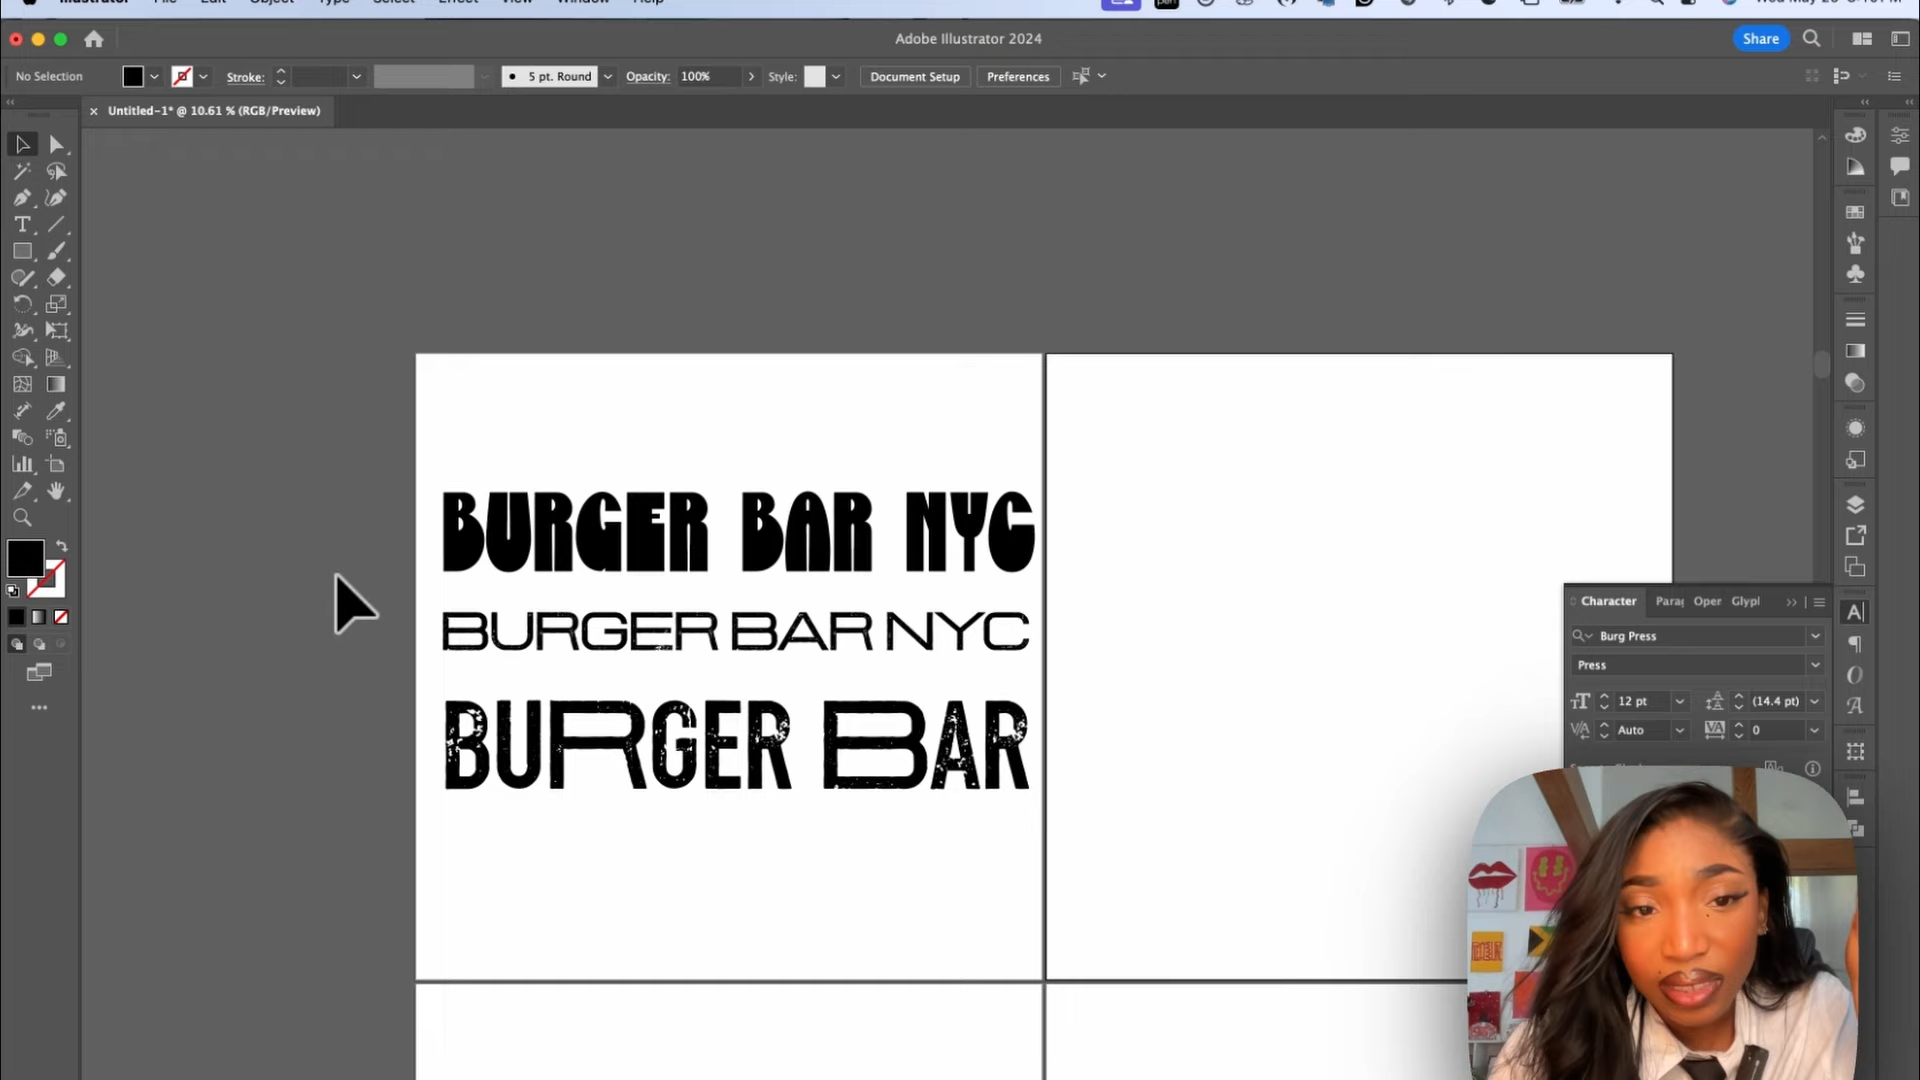 Illustrator File Edit Object Type Select Effect View Window Help
Adobe Illustrator 2024
Share
No Selection
Stroke:
5 pt. Round
Opacity: 100%
Style:
Document Setup
Preferences
Untitled-1* @ 10.61 % (RGB/Preview)
BURGER BAR NYC
BURGER BAR NYC
BURGER BAR
Character Para Oper Glypl
Burg Press
Press
12 pt
(14.4 pt)
Auto
0